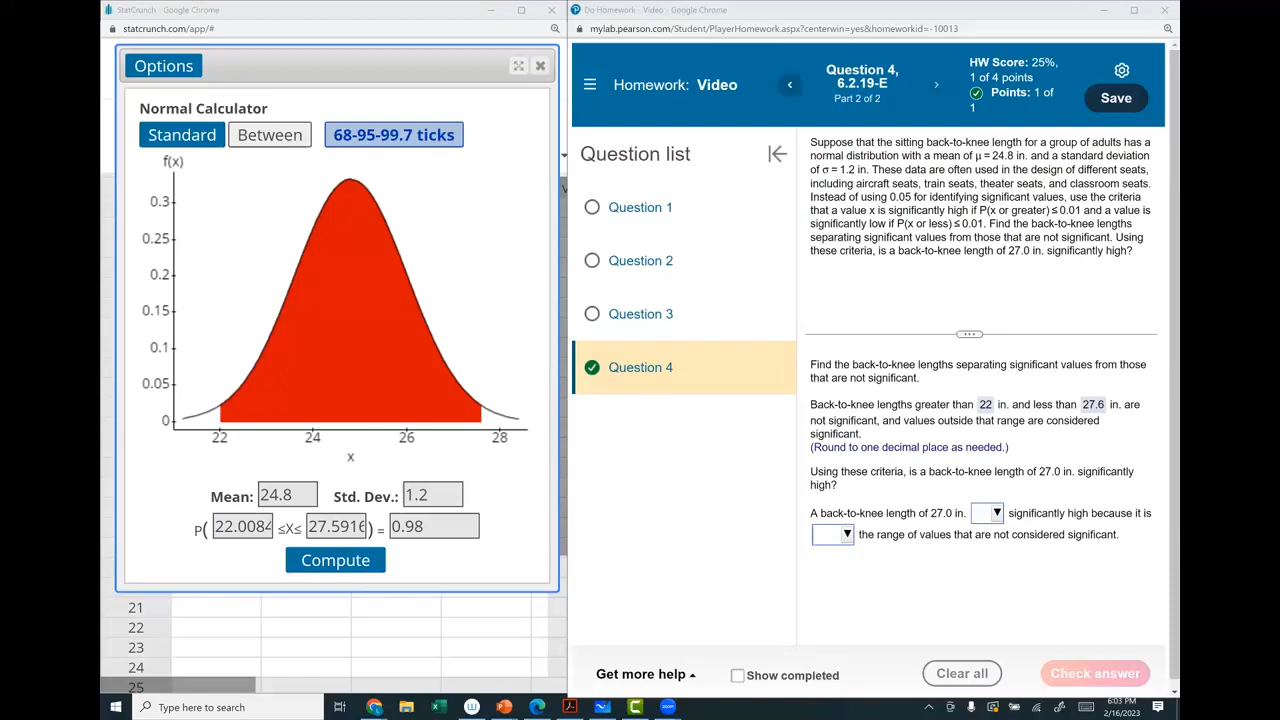 StatCrunch - Google Chrome
statcrunch.com/app/#
Options
Normal Calculator
Standard
Between
68-95-99.7 ticks
f(x)
0.3
0.25
0.2
0.15
0.1
0.05
0
22
24
26
28
x
Mean: 24.8 Std. Dev.: 1.2
P( 22.0084 ≤X≤ 27.5916 ) = 0.98
Compute
21
22
23
24
25
Do Homework - Video - Google Chrome
mylab.pearson.com/Student/PlayerHomework.aspx?centerwin=yes&homeworkid=-10013
Homework: Video
Question 4,
6.2.19-E
Part 2 of 2
HW Score: 25%,
1 of 4 points
Points: 1 of
1
Save
Question list
Question 1
Question 2
Question 3
Question 4
Suppose that the sitting back-to-knee length for a group of adults has a
normal distribution with a mean of μ = 24.8 in. and a standard deviation
of σ = 1.2 in. These data are often used in the design of different seats,
including aircraft seats, train seats, theater seats, and classroom seats.
Instead of using 0.05 for identifying significant values, use the criteria
that a value x is significantly high if P(x or greater) ≤ 0.01 and a value is
significantly low if P(x or less) ≤ 0.01. Find the back-to-knee lengths
separating significant values from those that are not significant. Using
these criteria, is a back-to-knee length of 27.0 in. significantly high?
Find the back-to-knee lengths separating significant values from those
that are not significant.
Back-to-knee lengths greater than 22 in. and less than 27.6 in. are
not significant, and values outside that range are considered
significant.
(Round to one decimal place as needed.)
Using these criteria, is a back-to-knee length of 27.0 in. significantly
high?
A back-to-knee length of 27.0 in. significantly high because it is
the range of values that are not considered significant.
Get more help
Show completed
Clear all
Check answer
Type here to search
6:03 PM
2/16/2023